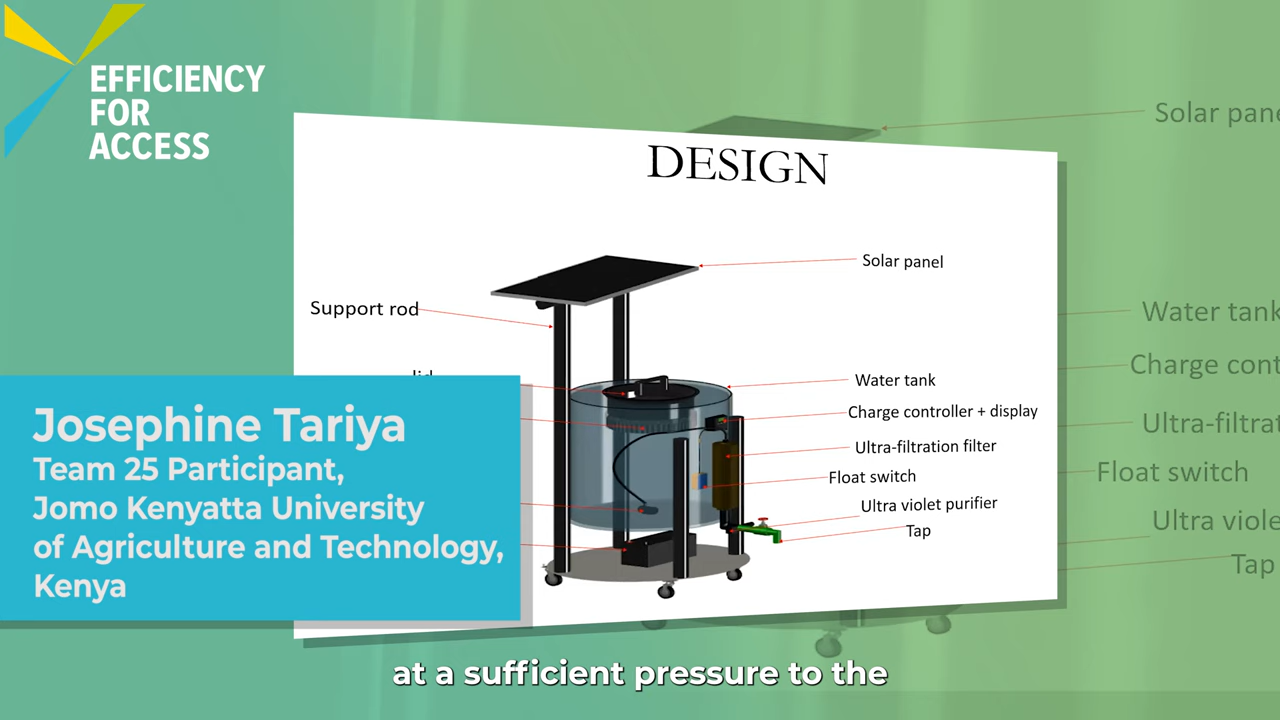 EFFICIENCY
FOR
ACCESS
DESIGN
Solar panel
Support rod
lid
Water tank
Charge controller + display
Ultra-filtration filter
Float switch
Ultra violet purifier
Tap
Solar pane
Water tank
Charge cont
Ultra-filtrat
Float switch
Ultra viole
Tap
Josephine Tariya
Team 25 Participant,
Jomo Kenyatta University
of Agriculture and Technology,
Kenya
at a sufficient pressure to the